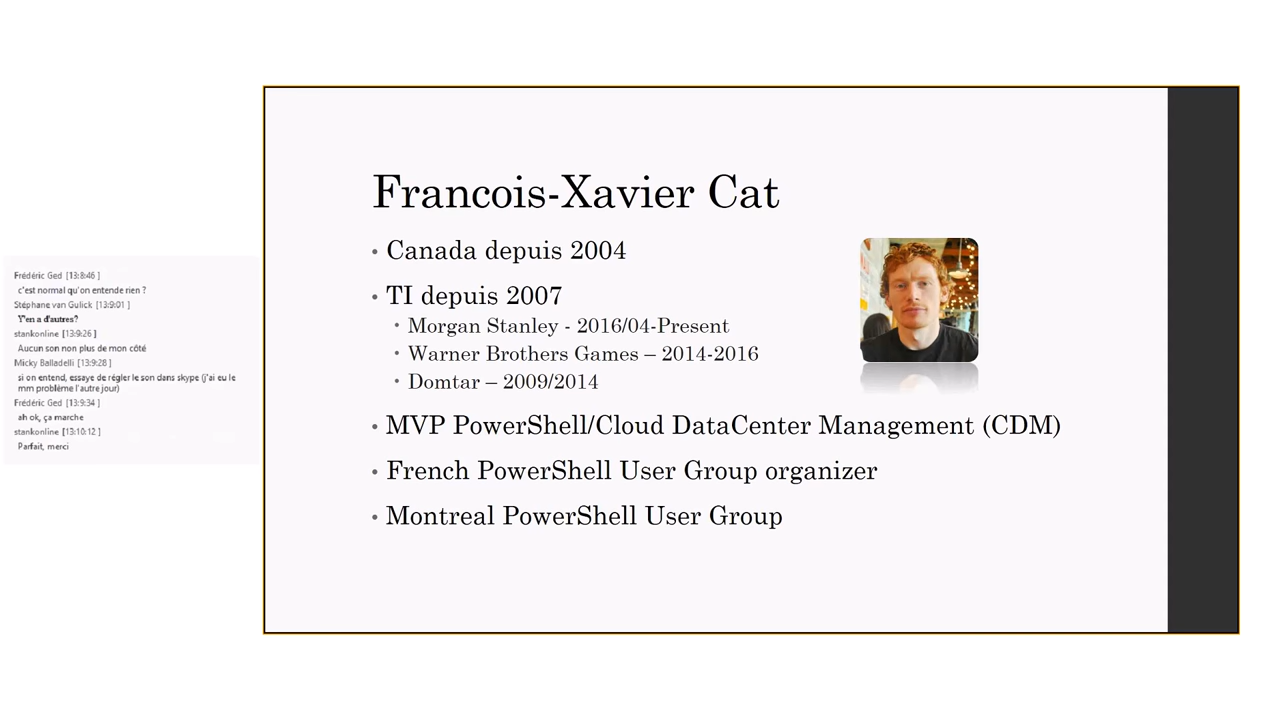 Frédéric Ged [13:8:46 ]
c'est normal qu'on entende rien ?
Stéphane van Gulick [13:9:01 ]
Y'en a d'autres?
stankonline [13:9:26 ]
Aucun son non plus de mon côté
Micky Balladelli [13:9:28 ]
si on entend, essaye de régler le son dans skype (j'ai eu le
mm problème l'autre jour)
Frédéric Ged [13:9:34 ]
ah ok, ça marche
stankonline [13:10:12 ]
Parfait, merci
Francois-Xavier Cat
• Canada depuis 2004
• TI depuis 2007
• Morgan Stanley - 2016/04-Present
• Warner Brothers Games – 2014-2016
• Domtar – 2009/2014
• MVP PowerShell/Cloud DataCenter Management (CDM)
• French PowerShell User Group organizer
• Montreal PowerShell User Group